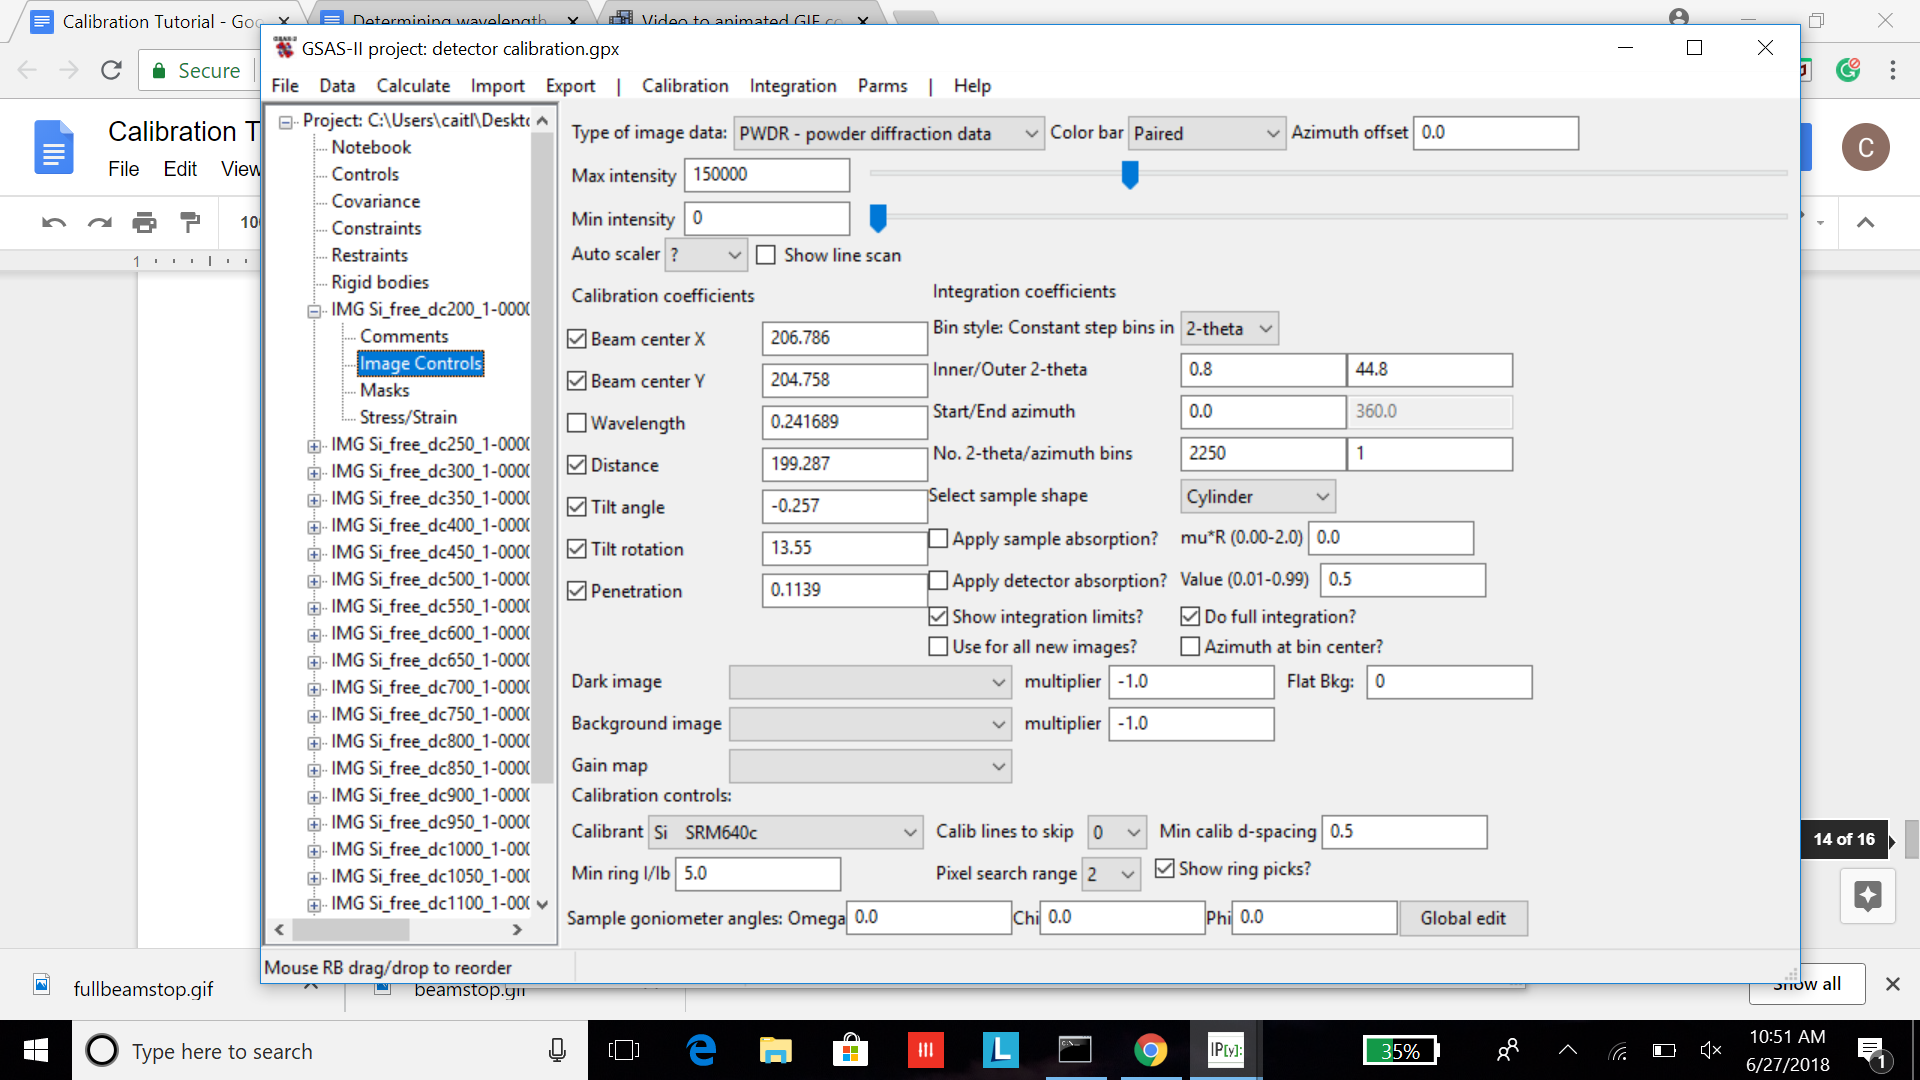 Calibration Tutorial - Goo
Determining wavelength
Video to animated GIF co
GSAS-II project: detector calibration.gpx
Secure
File Data Calculate Import Export | Calibration Integration Parms | Help
Calibration T
File Edit View
C
100
1
Project: C:\Users\caitl\Deskto
Notebook
Controls
Covariance
Constraints
Restraints
Rigid bodies
IMG Si_free_dc200_1-0000
Comments
Image Controls
Masks
Stress/Strain
IMG Si_free_dc250_1-0000
IMG Si_free_dc300_1-0000
IMG Si_free_dc350_1-0000
IMG Si_free_dc400_1-0000
IMG Si_free_dc450_1-0000
IMG Si_free_dc500_1-0000
IMG Si_free_dc550_1-0000
IMG Si_free_dc600_1-0000
IMG Si_free_dc650_1-0000
IMG Si_free_dc700_1-0000
IMG Si_free_dc750_1-0000
IMG Si_free_dc800_1-0000
IMG Si_free_dc850_1-0000
IMG Si_free_dc900_1-0000
IMG Si_free_dc950_1-0000
IMG Si_free_dc1000_1-000
IMG Si_free_dc1050_1-000
IMG Si_free_dc1100_1-000
Type of image data: PWDR - powder diffraction data Color bar Paired Azimuth offset 0.0
Max intensity 150000
Min intensity 0
Auto scaler ? Show line scan
Calibration coefficients
Beam center X 206.786
Beam center Y 204.758
Wavelength 0.241689
Distance 199.287
Tilt angle -0.257
Tilt rotation 13.55
Penetration 0.1139
Integration coefficients
Bin style: Constant step bins in 2-theta
Inner/Outer 2-theta 0.8 44.8
Start/End azimuth 0.0 360.0
No. 2-theta/azimuth bins 2250 1
Select sample shape Cylinder
Apply sample absorption? mu*R (0.00-2.0) 0.0
Apply detector absorption? Value (0.01-0.99) 0.5
Show integration limits? Do full integration?
Use for all new images? Azimuth at bin center?
Dark image multiplier -1.0 Flat Bkg: 0
Background image multiplier -1.0
Gain map
Calibration controls:
Calibrant Si SRM640c Calib lines to skip 0 Min calib d-spacing 0.5
Min ring I/Ib 5.0 Pixel search range 2 Show ring picks?
Sample goniometer angles: Omega 0.0 Chi 0.0 Phi 0.0 Global edit
Mouse RB drag/drop to reorder
14 of 16
fullbeamstop.gif
beamstop.gif
Show all
Type here to search
L
IP[y]:
35%
10:51 AM
6/27/2018
1